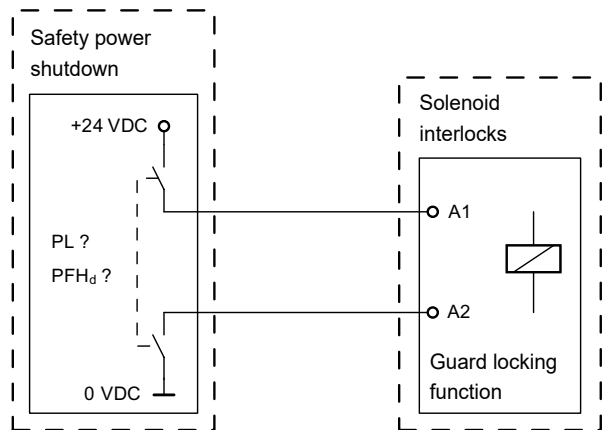 Safety power
shutdown
+24 VDC
PL ?
PFHd ?
0 VDC
Solenoid
interlocks
A1
A2
Guard locking
function